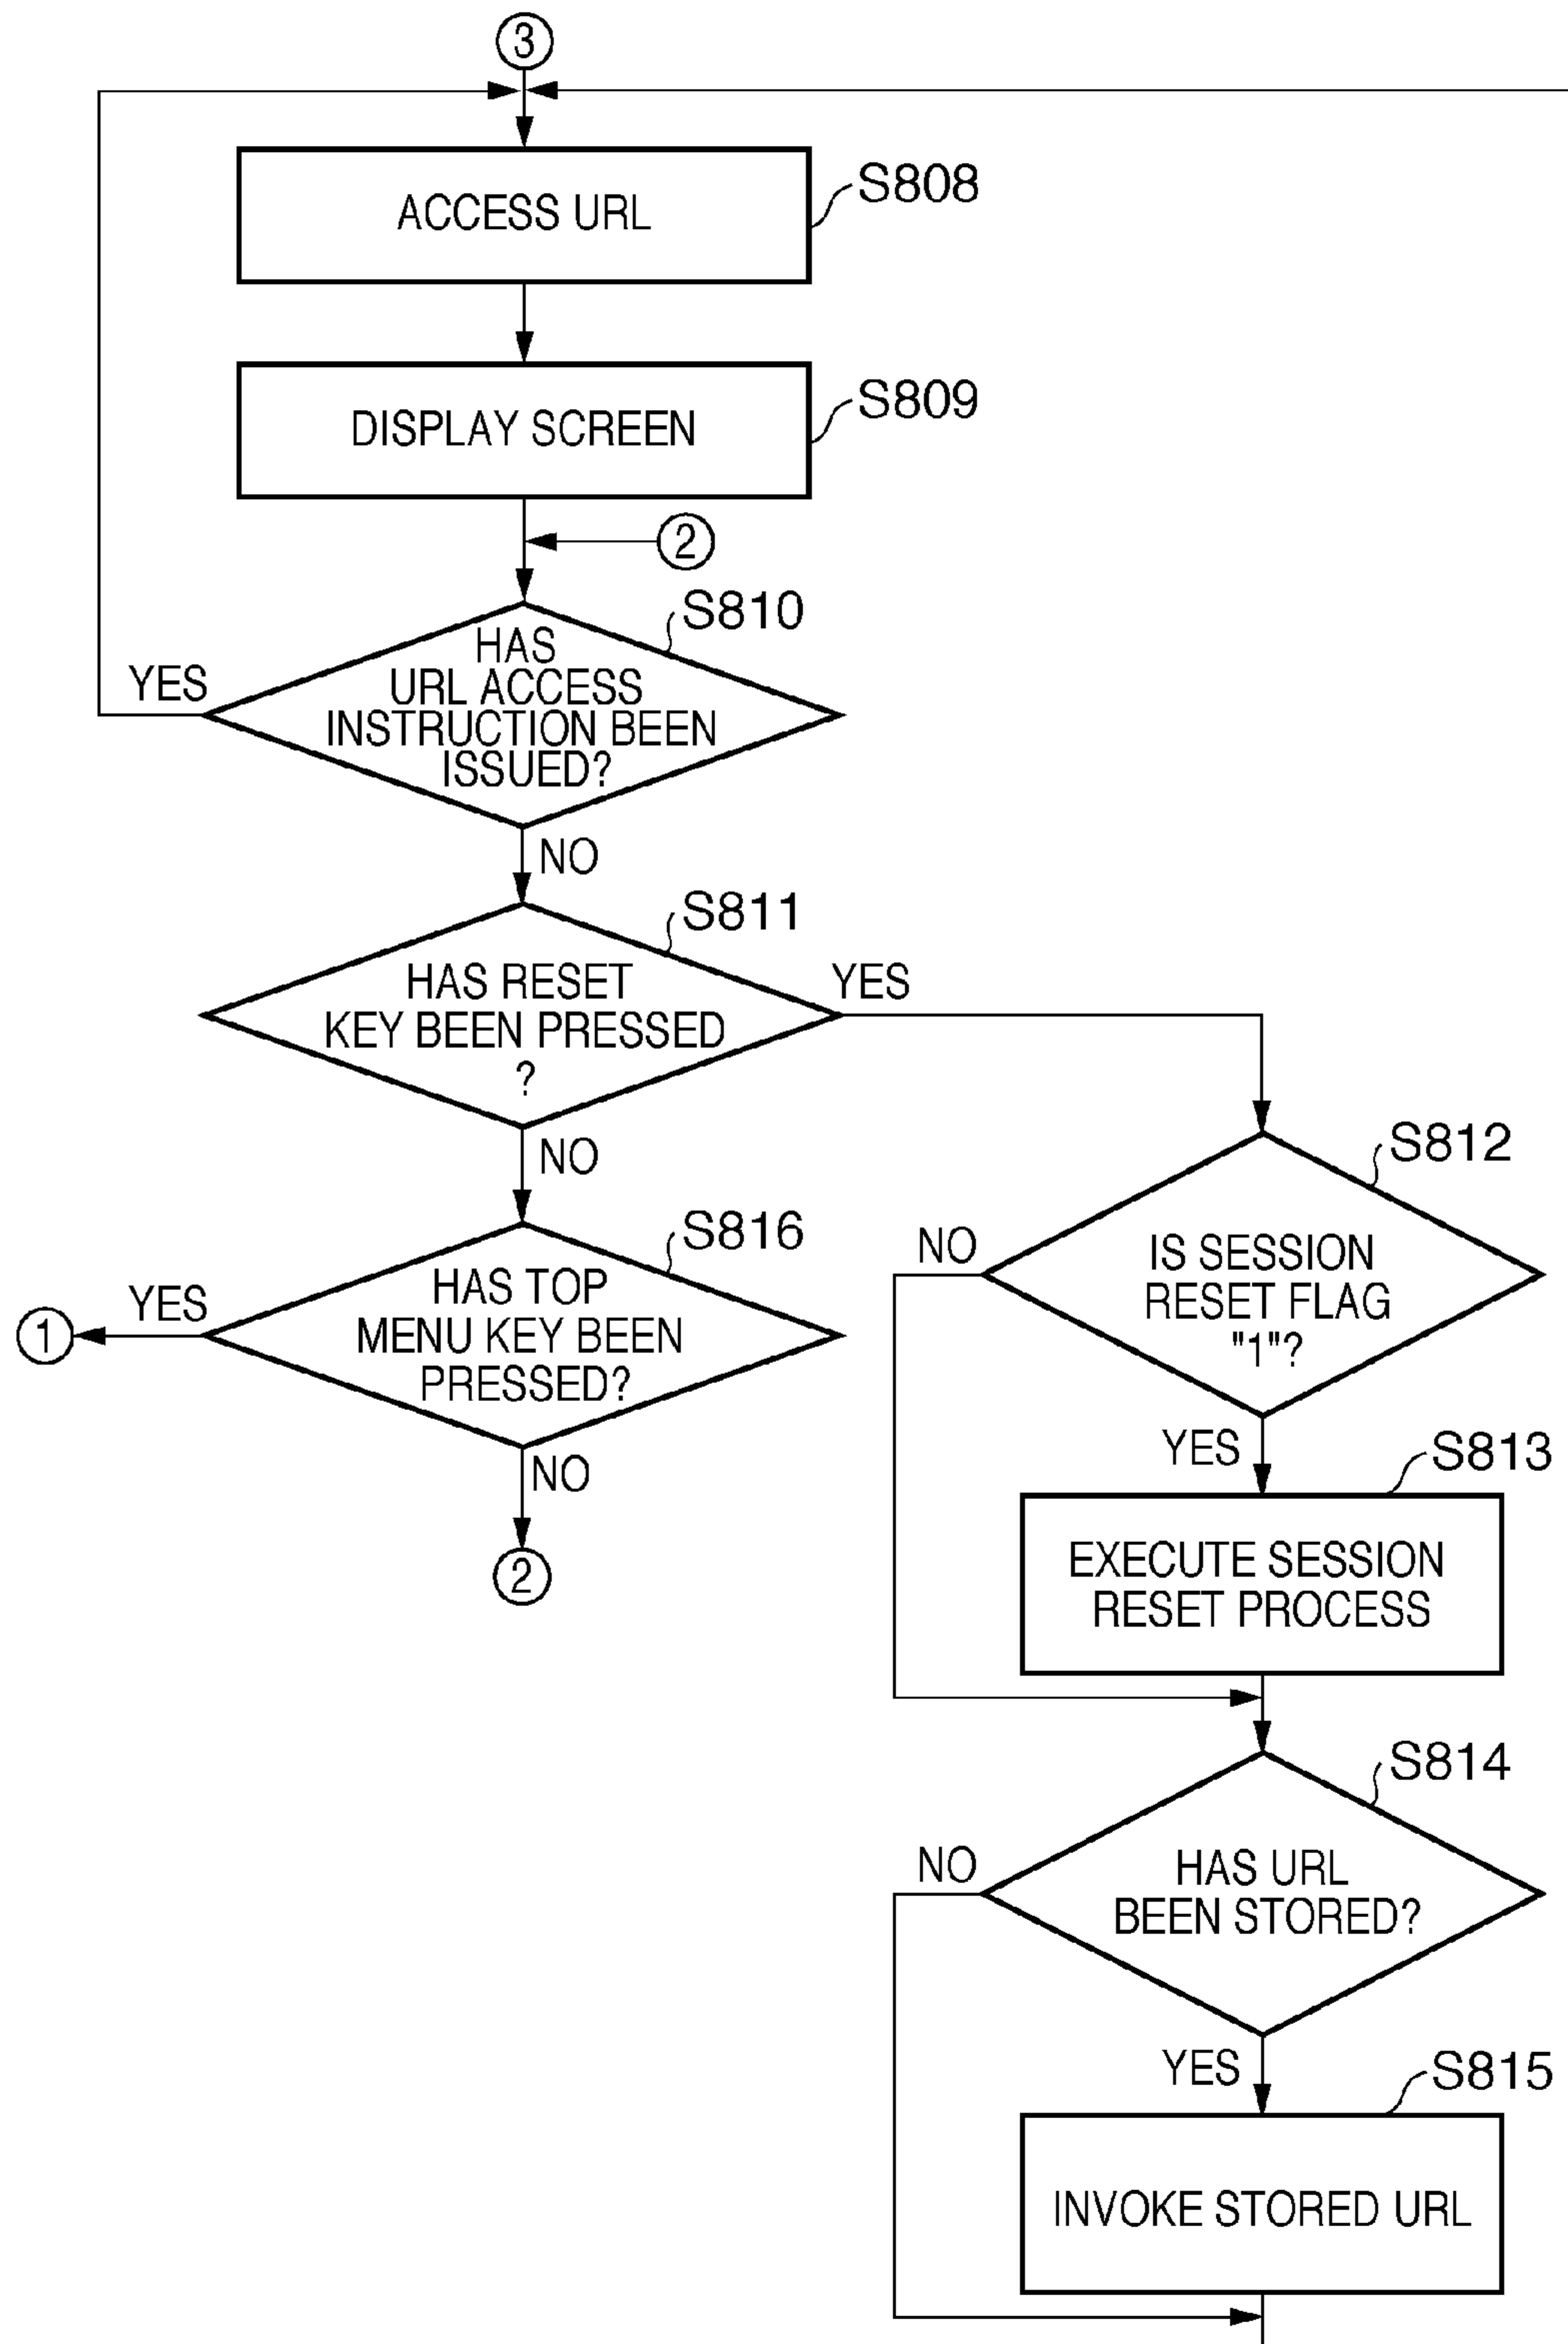 3
ACCESS URL
S808
DISPLAY SCREEN
S809
2
S810
HAS
URL ACCESS
INSTRUCTION BEEN
ISSUED?
YES
NO
S811
HAS RESET
KEY BEEN PRESSED
?
YES
NO
S816
HAS TOP
MENU KEY BEEN
PRESSED?
YES
1
NO
2
S812
IS SESSION
RESET FLAG
"1"?
NO
YES
S813
EXECUTE SESSION
RESET PROCESS
S814
HAS URL
BEEN STORED?
NO
YES
S815
INVOKE STORED URL